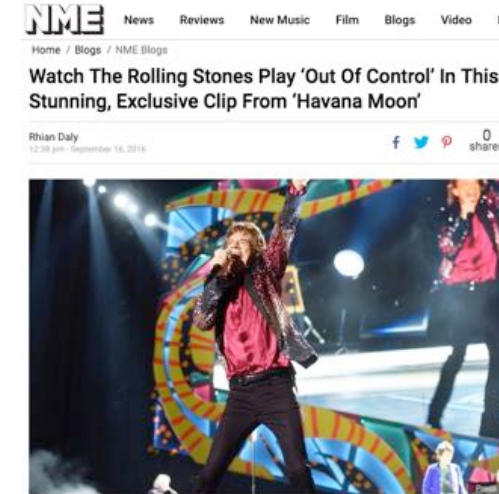 NME News Reviews New Music Film Blogs Video
Home / Blogs / NME Blogs
Watch The Rolling Stones Play ‘Out Of Control’ In This
Stunning, Exclusive Clip From ‘Havana Moon’
Rhian Daly
12:38 pm - September 16, 2016
0